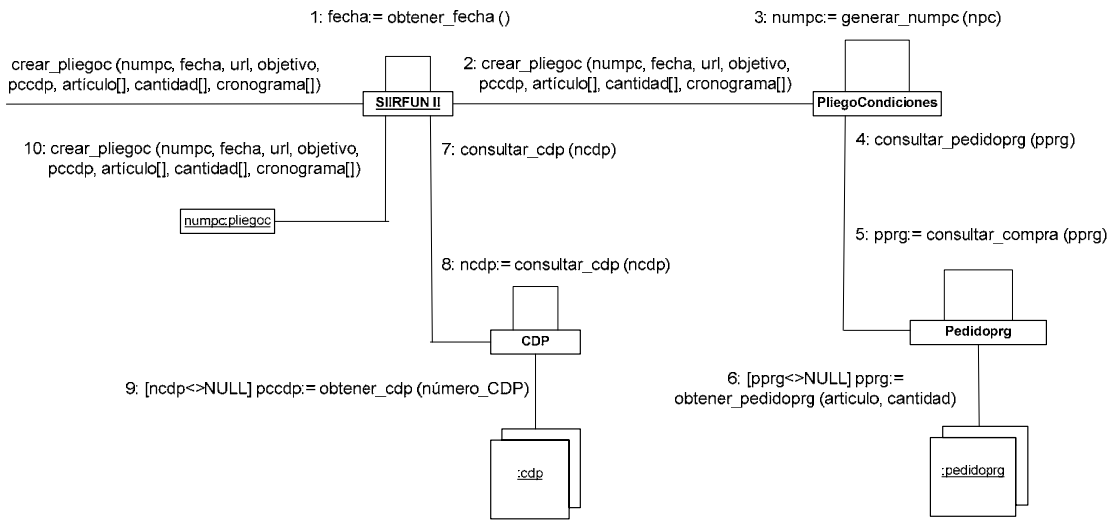 1: fecha:= obtener_fecha ()
3: numpc:= generar_numpc (npc)
crear_pliegoc (numpc, fecha, url, objetivo,
pccdp, artículo[], cantidad[], cronograma[])
2: crear_pliegoc (numpc, fecha, url, objetivo,
pccdp, artículo[], cantidad[], cronograma[])
SIIRFUN II
PliegoCondiciones
10: crear_pliegoc (numpc, fecha, url, objetivo,
pccdp, artículo[], cantidad[], cronograma[])
7: consultar_cdp (ncdp)
4: consultar_pedidoprg (pprg)
numpc:pliegoc
5: pprg:= consultar_compra (pprg)
8: ncdp:= consultar_cdp (ncdp)
CDP
Pedidoprg
9: [ncdp<>NULL] pccdp:= obtener_cdp (número_CDP)
6: [pprg<>NULL] pprg:=
obtener_pedidoprg (articulo, cantidad)
:cdp
:pedidoprg